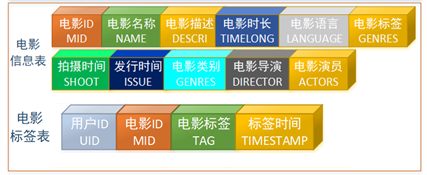 电影信息表
电影ID 电影名称 电影描述 电影时长 电影语言 电影标签
MID NAME DESCRI TIMELONG LANGUAGE GENRES
拍摄时间 发行时间 电影类别 电影导演 电影演员
SHOOT ISSUE GENRES DIRECTOR ACTORS
电影标签表
用户ID 电影ID 电影标签 标签时间
UID MID TAG TIMESTAMP